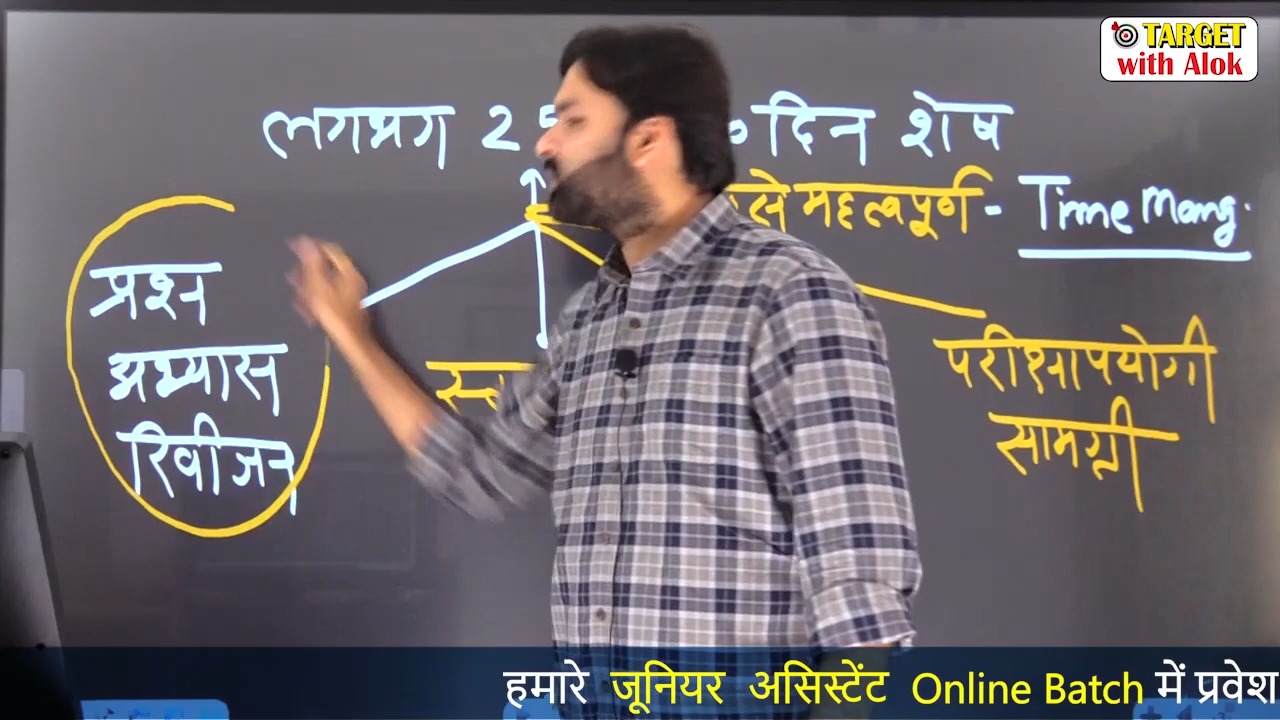 TARGET
with Alok
लगभग 25 दिन शेष
से महत्वपूर्ण - Time Mang.
प्रश्न
अभ्यास
रिवीजन
परीक्षापयोगी
सामग्री
हमारे जूनियर असिस्टेंट Online Batch में प्रवेश